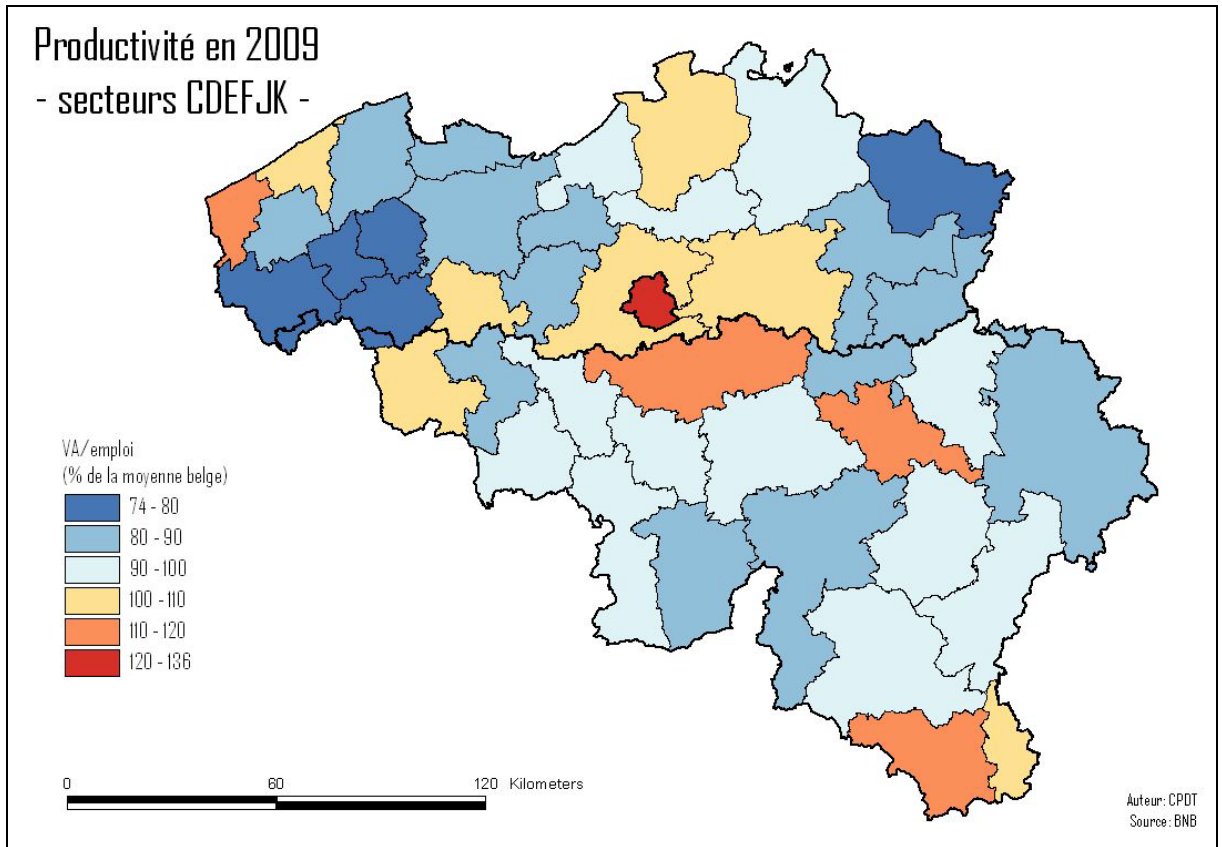 Productivité en 2009
- secteurs CDEFJK -
VA/emploi
(% de la moyenne belge)
74 - 80
80 - 90
90 - 100
100 - 110
110 - 120
120 - 136
0 60 120 Kilometers
Auteur: CPDT
Source: BNB